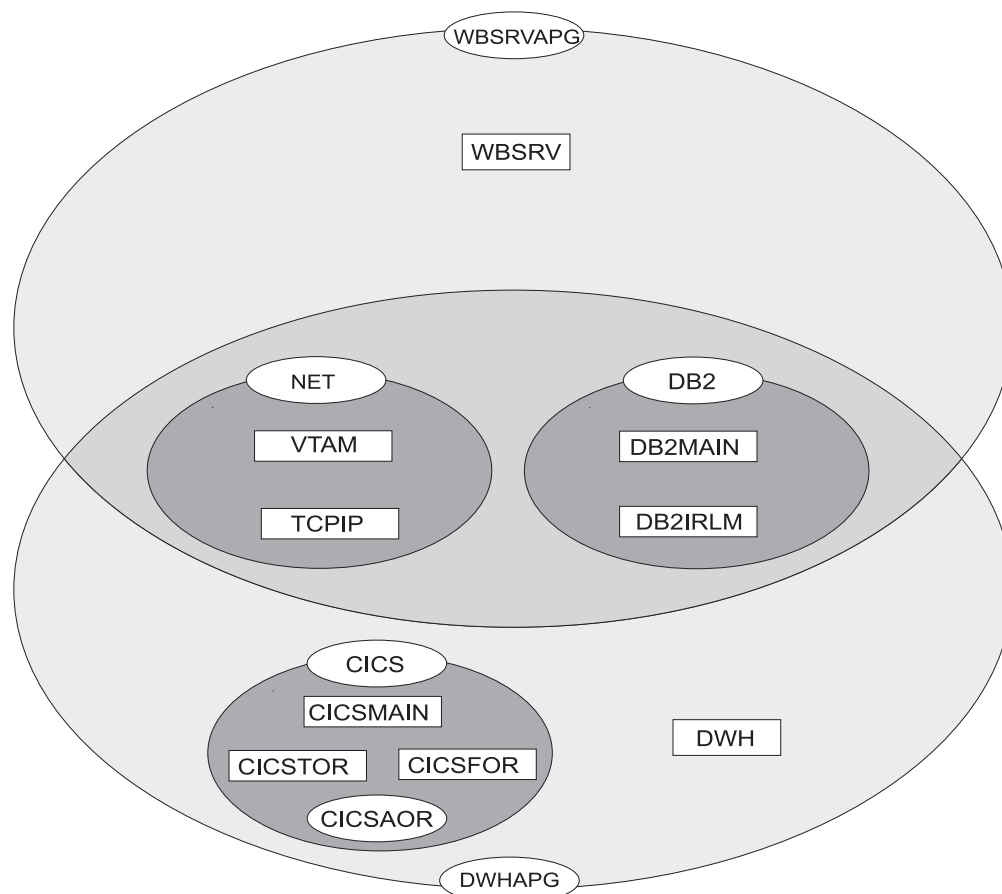 WBSRVAPG
WBSRV
NET
DB2
VTAM
DB2MAIN
TCPIP
DB2IRLM
CICS
CICSMAIN
DWH
CICSTOR
CICSFOR
CICSAOR
DWHAPG